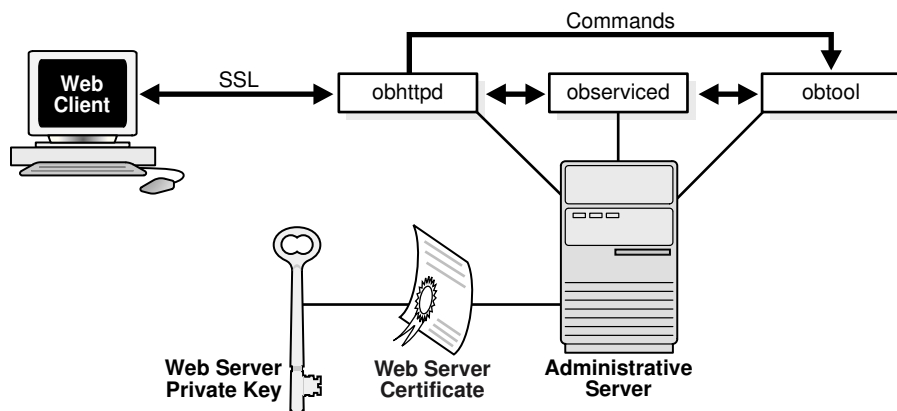 Commands
Web
Client
SSL
obhttpd
observiced
obtool
Web Server
Private Key
Web Server
Certificate
Administrative
Server